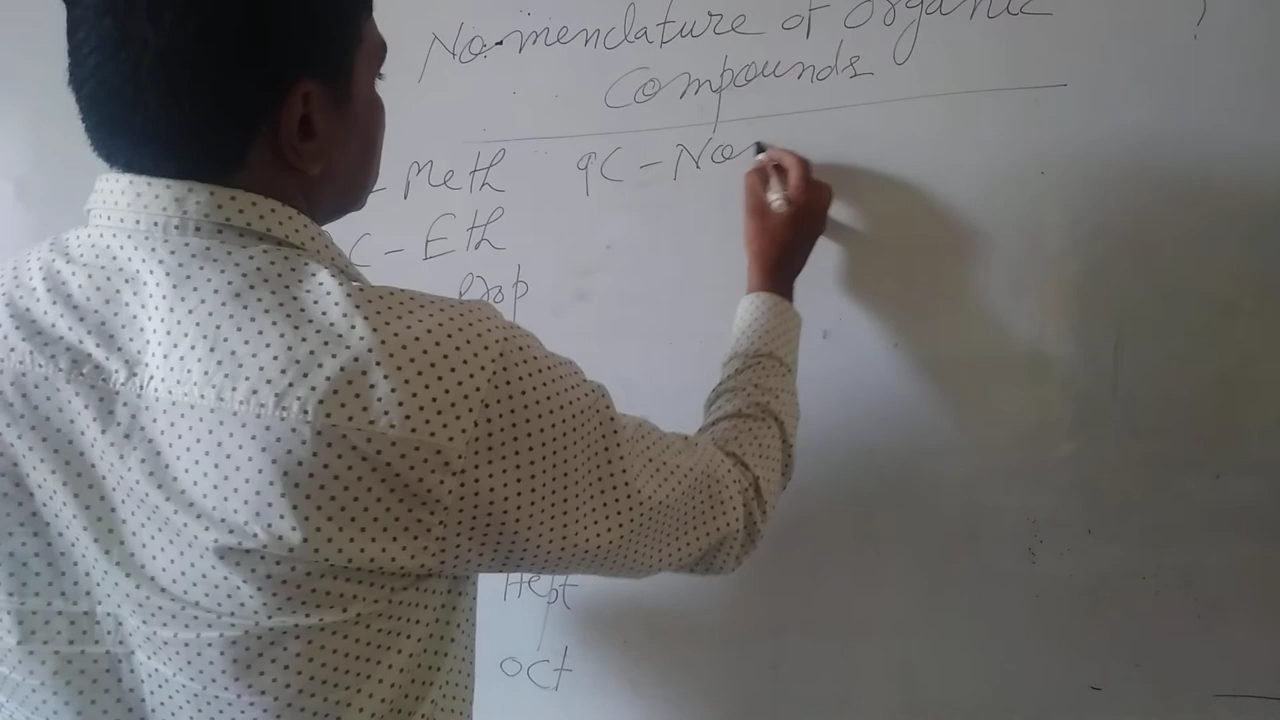 Nomenclature of Organic
Compounds
- Meth
C - Eth
prop
Hept
oct
9C - Non